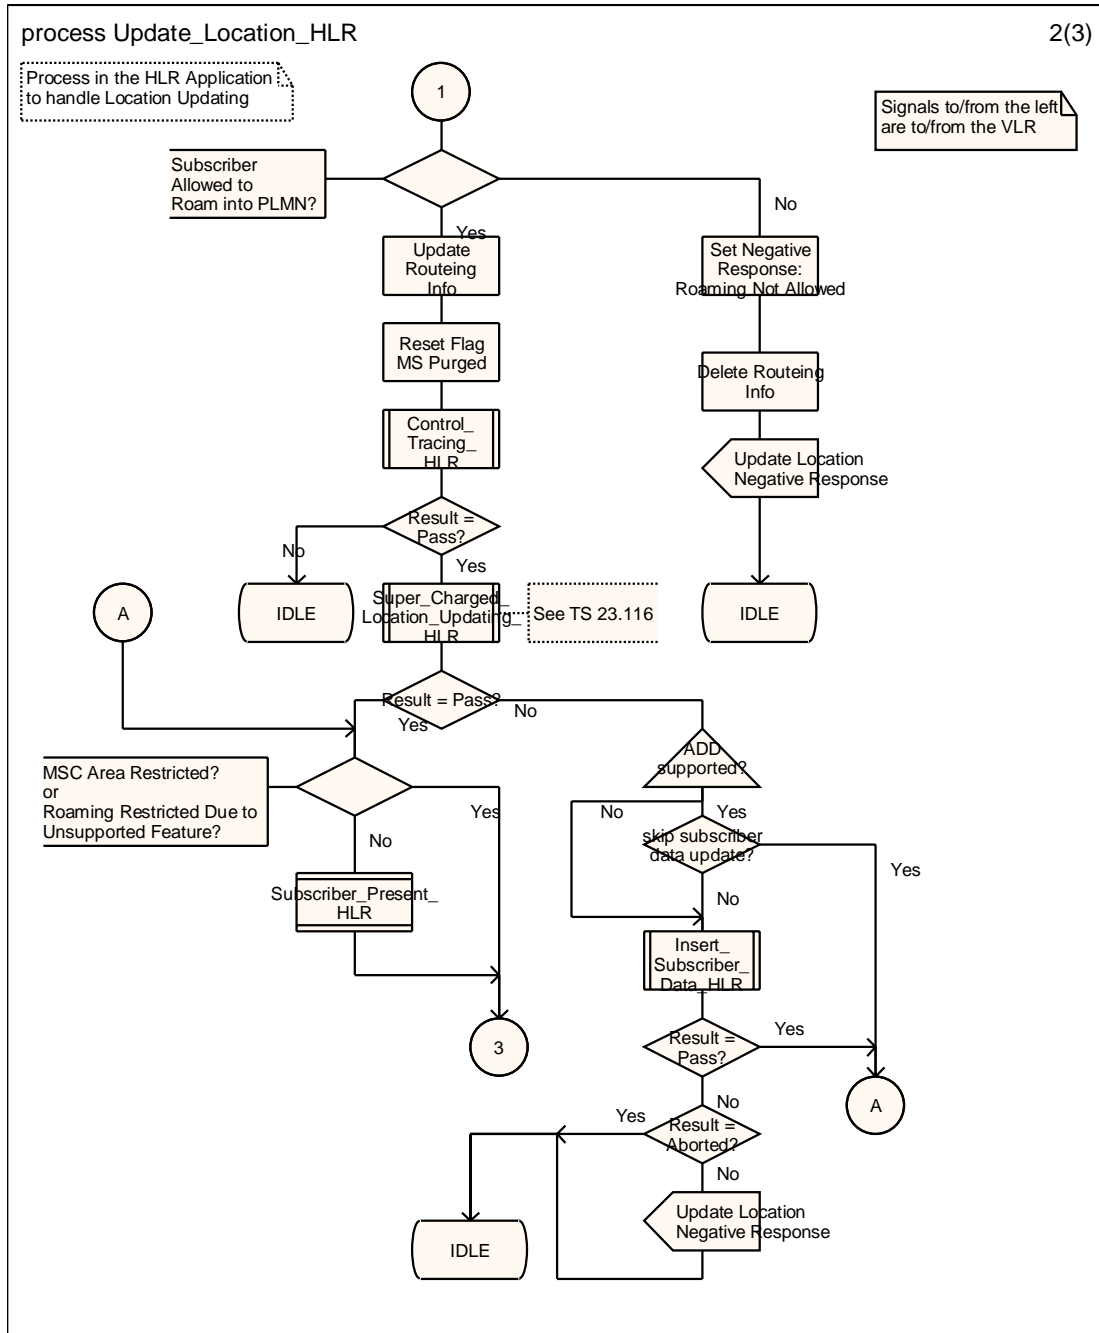 process Update_Location_HLR
2(3)
Process in the HLR Application
to handle Location Updating
1
Signals to/from the left
are to/from the VLR
Subscriber
Allowed to
Roam into PLMN?
Yes
No
Update
Routeing
Info
Set Negative
Response:
Roaming Not Allowed
Reset Flag
MS Purged
Delete Routeing
Info
Control_
Tracing_
HLR
Update Location
Negative Response
Result =
Pass?
No
Yes
A
IDLE
Super_Charged_
Location_Updating_
HLR
See TS 23.116
IDLE
Result = Pass?
Yes
No
ADD
supported?
MSC Area Restricted?
or
Roaming Restricted Due to
Unsupported Feature?
Yes
No
No
Yes
skip subscriber
data update?
Yes
No
Subscriber_Present_
HLR
Insert_
Subscriber_
Data_HLR
3
Result =
Pass?
Yes
No
A
Result =
Aborted?
Yes
No
Update Location
Negative Response
IDLE